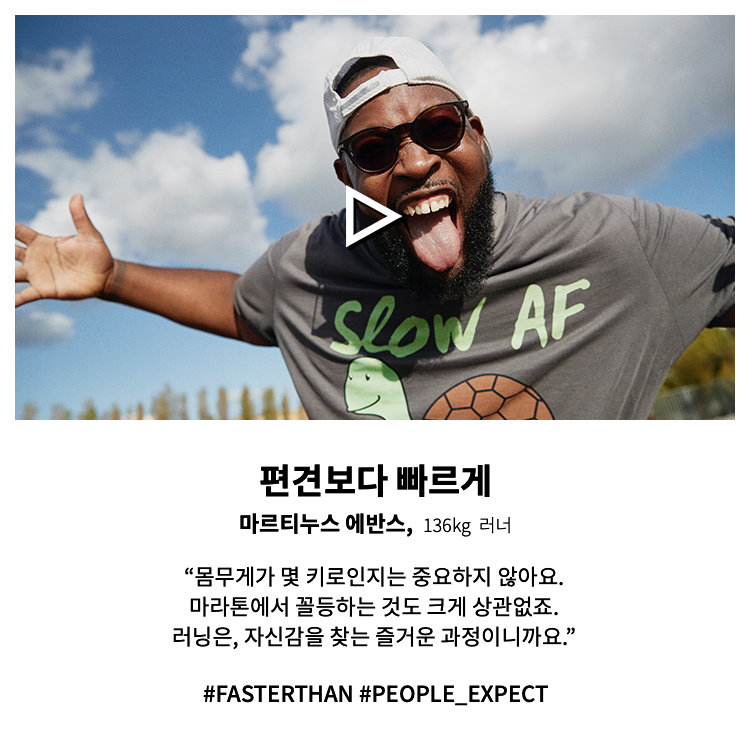 slow AF
편견보다 빠르게
마르티누스 에반스, 136kg 러너
“몸무게가 몇 키로인지는 중요하지 않아요.
마라톤에서 꼴등하는 것도 크게 상관없죠.
러닝은, 자신감을 찾는 즐거운 과정이니까요.”
#FASTERTHAN #PEOPLE_EXPECT